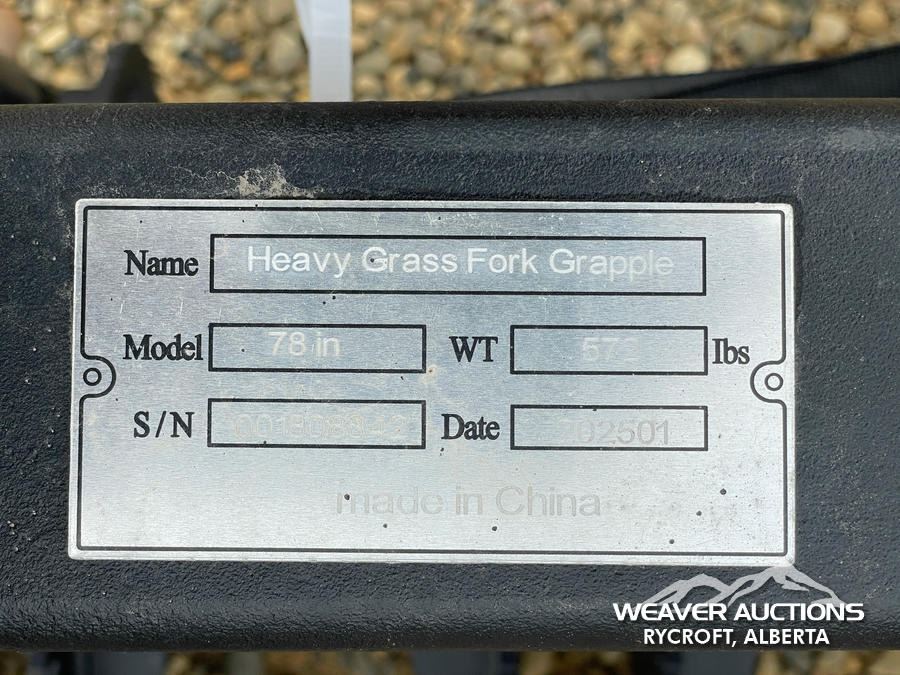 Name Heavy Grass Fork Grapple
Model 78 in WT lbs
S/N Date
made in China
WEAVER AUCTIONS
RYCROFT, ALBERTA